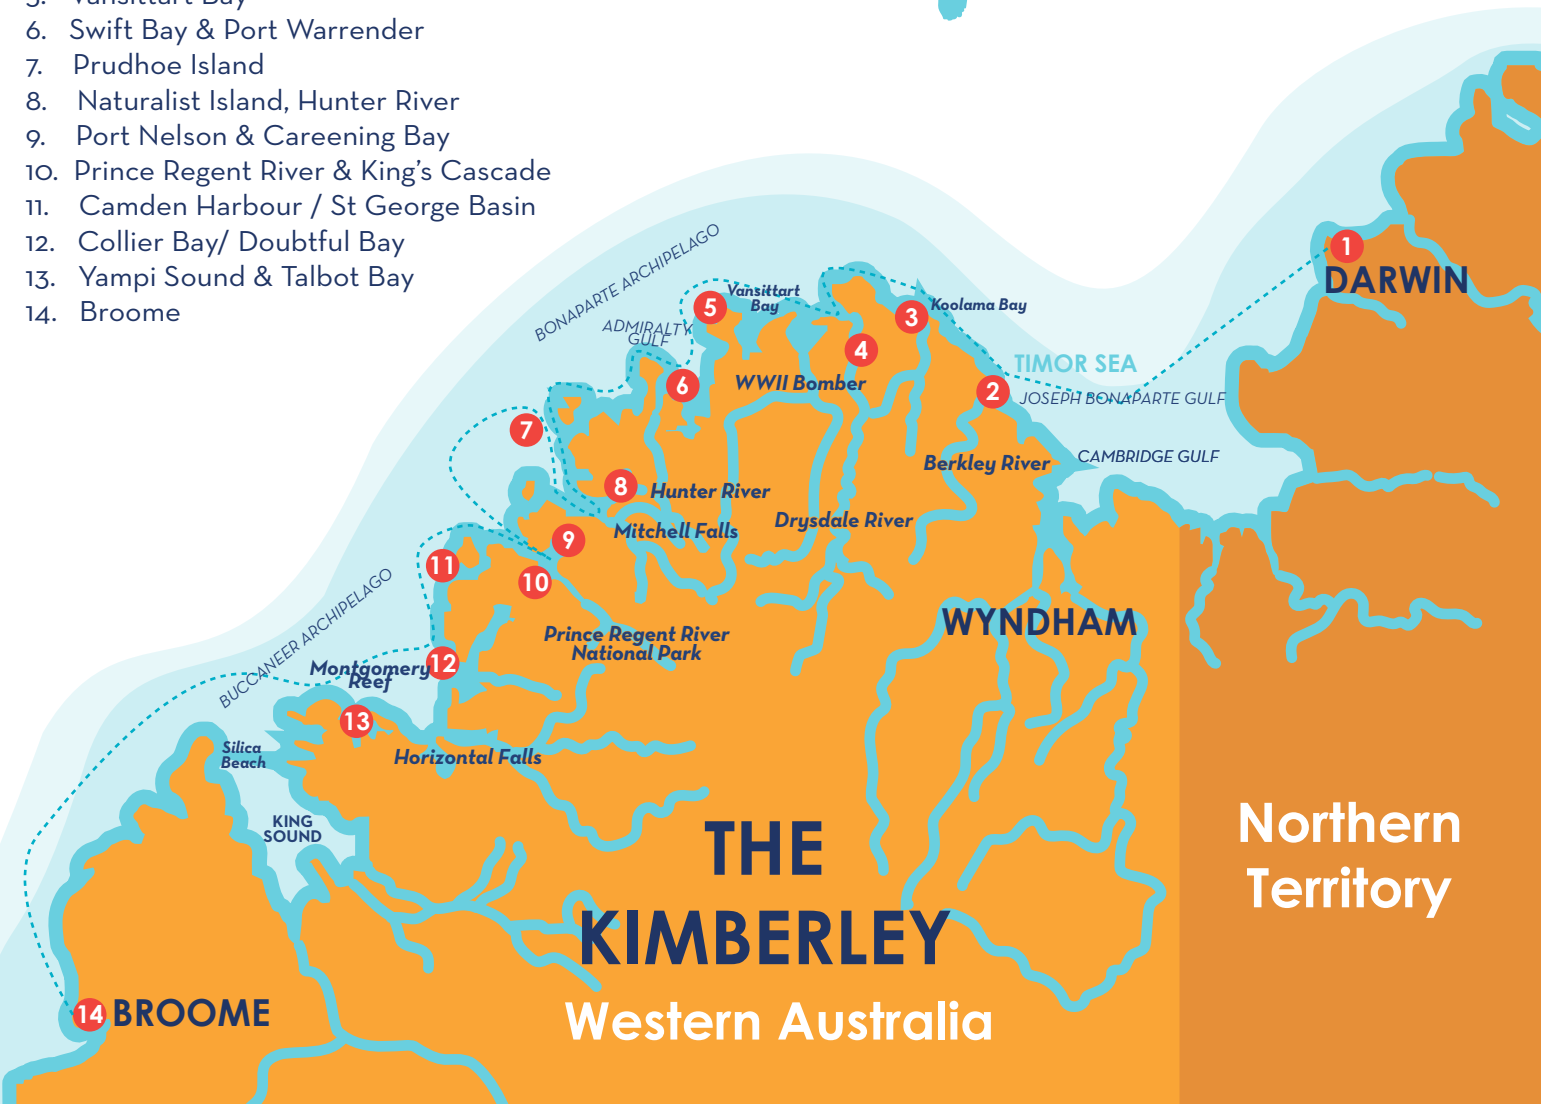 5. Vansittart Bay
6. Swift Bay & Port Warrender
7. Prudhoe Island
8. Naturalist Island, Hunter River
9. Port Nelson & Careening Bay
10. Prince Regent River & King's Cascade
11. Camden Harbour / St George Basin
12. Collier Bay/ Doubtful Bay
13. Yampi Sound & Talbot Bay
14. Broome
BONAPARTE ARCHIPELAGO
ADMIRALTY
GULF
5
Vansittart
Bay
3
Koolama Bay
1
DARWIN
4
WWII Bomber
6
2
TIMOR SEA
JOSEPH BONAPARTE GULF
7
Berkley River
CAMBRIDGE GULF
8
Hunter River
Mitchell Falls
Drysdale River
9
11
10
BUCCANEER ARCHIPELAGO
WYNDHAM
Prince Regent River
National Park
Montgomery
Reef
12
13
Silica
Beach
Horizontal Falls
KING
SOUND
THE
KIMBERLEY
Western Australia
Northern
Territory
14
BROOME